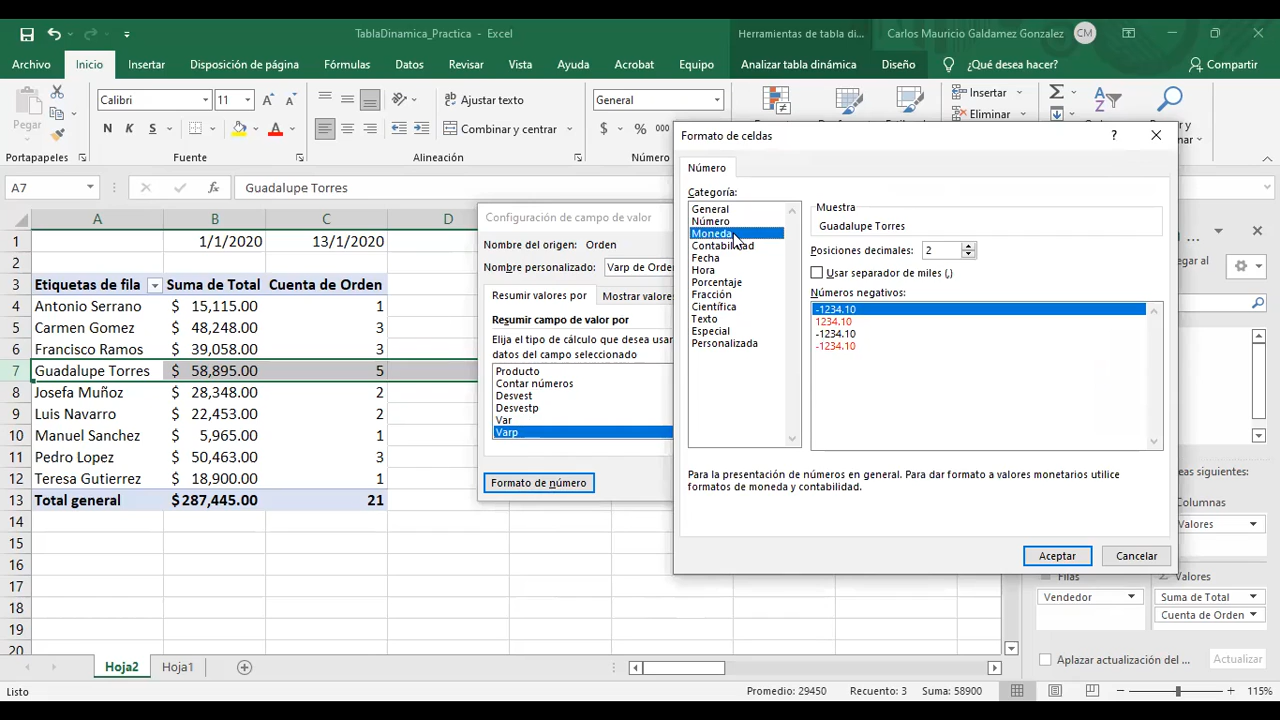 TablaDinamica_Practica - Excel
Herramientas de tabla di...
Carlos Mauricio Galdamez Gonzalez
CM
Archivo
Inicio
Insertar
Disposición de página
Fórmulas
Datos
Revisar
Vista
Ayuda
Acrobat
Equipo
Analizar tabla dinámica
Diseño
¿Qué desea hacer?
Compartir
Pegar
Calibri
11
N K S
Ajustar texto
Combinar y centrar
General
$ % 000
Insertar
Eliminar
Portapapeles
Fuente
Alineación
Número
A7
Guadalupe Torres
A B C D
1 1/1/2020 13/1/2020
2
3 Etiquetas de fila Suma de Total Cuenta de Orden
4 Antonio Serrano $ 15,115.00 1
5 Carmen Gomez $ 48,248.00 3
6 Francisco Ramos $ 39,058.00 3
7 Guadalupe Torres $ 58,895.00 5
8 Josefa Muñoz $ 28,348.00 2
9 Luis Navarro $ 22,453.00 2
10 Manuel Sanchez $ 5,965.00 1
11 Pedro Lopez $ 50,463.00 3
12 Teresa Gutierrez $ 18,900.00 1
13 Total general $287,445.00 21
14
15
16
17
18
19
20
Configuración de campo de valor
Nombre del origen: Orden
Nombre personalizado: Varp de Orde
Resumir valores por
Mostrar valores
Resumir campo de valor por
Elija el tipo de cálculo que desea usar
datos del campo seleccionado
Producto
Contar números
Desvest
Desvestp
Var
Varp
Formato de número
Formato de celdas
?
Número
Categoría:
General
Número
Moneda
Contabilidad
Fecha
Hora
Porcentaje
Fracción
Científica
Texto
Especial
Personalizada
Muestra
Guadalupe Torres
Posiciones decimales: 2
Usar separador de miles (,)
Números negativos:
-1234.10
1234.10
-1234.10
-1234.10
Para la presentación de números en general. Para dar formato a valores monetarios utilice
formatos de moneda y contabilidad.
Aceptar
Cancelar
Columnas
Valores
Filas
Σ Valores
Vendedor
Suma de Total
Cuenta de Orden
Aplazar actualización del ...
Actualizar
Hoja2
Hoja1
Listo
Promedio: 29450
Recuento: 3
Suma: 58900
115%